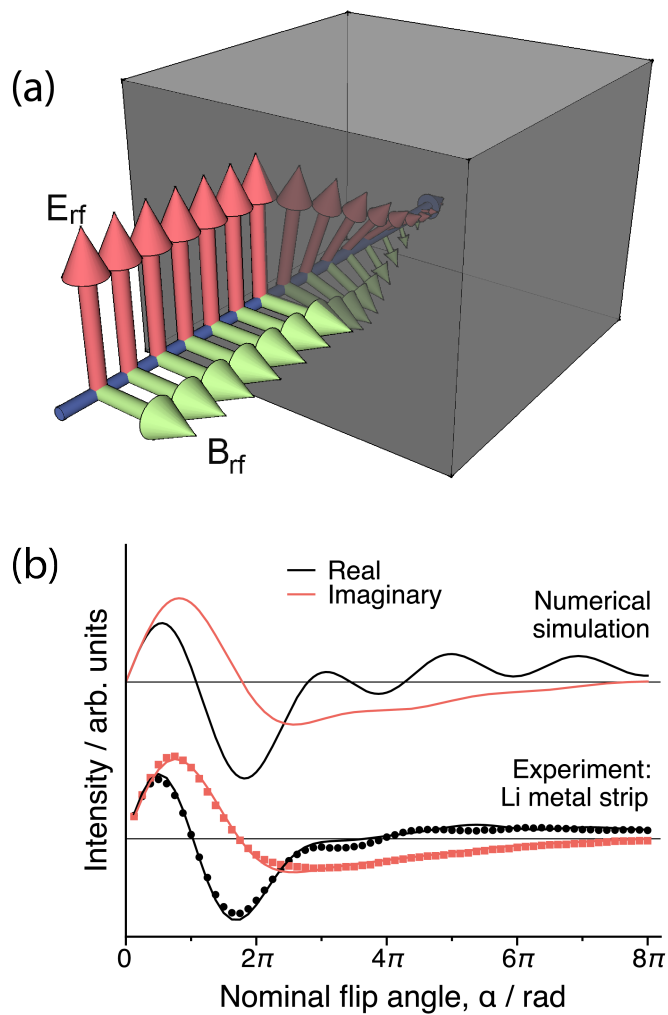 (a)
Erf
Brf
(b)
Real
Imaginary
Numerical
simulation
Experiment:
Li metal strip
Intensity / arb. units
0
2π
4π
6π
8π
Nominal flip angle, α / rad